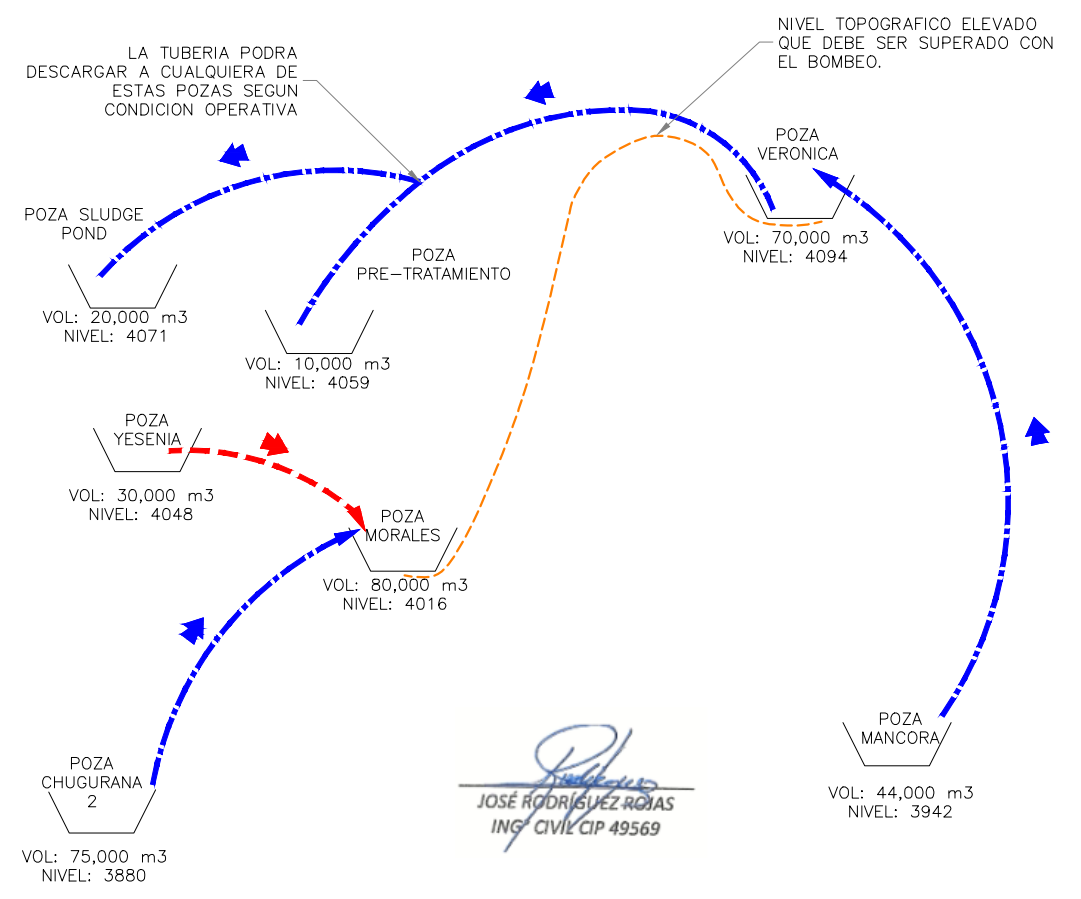 NIVEL TOPOGRAFICO ELEVADO
QUE DEBE SER SUPERADO CON
EL BOMBEO.
LA TUBERIA PODRA
DESCARGAR A CUALQUIERA DE
ESTAS POZAS SEGUN
CONDICION OPERATIVA
POZA
VERONICA
VOL: 70,000 m3
NIVEL: 4094
POZA SLUDGE
POND
VOL: 20,000 m3
NIVEL: 4071
POZA
PRE-TRATAMIENTO
VOL: 10,000 m3
NIVEL: 4059
POZA
YESENIA
VOL: 30,000 m3
NIVEL: 4048
POZA
MORALES
VOL: 80,000 m3
NIVEL: 4016
POZA
MANCORA
VOL: 44,000 m3
NIVEL: 3942
POZA
CHUGURANA
2
VOL: 75,000 m3
NIVEL: 3880
JOSÉ RODRÍGUEZ ROJAS
ING° CIVIL CIP 49569